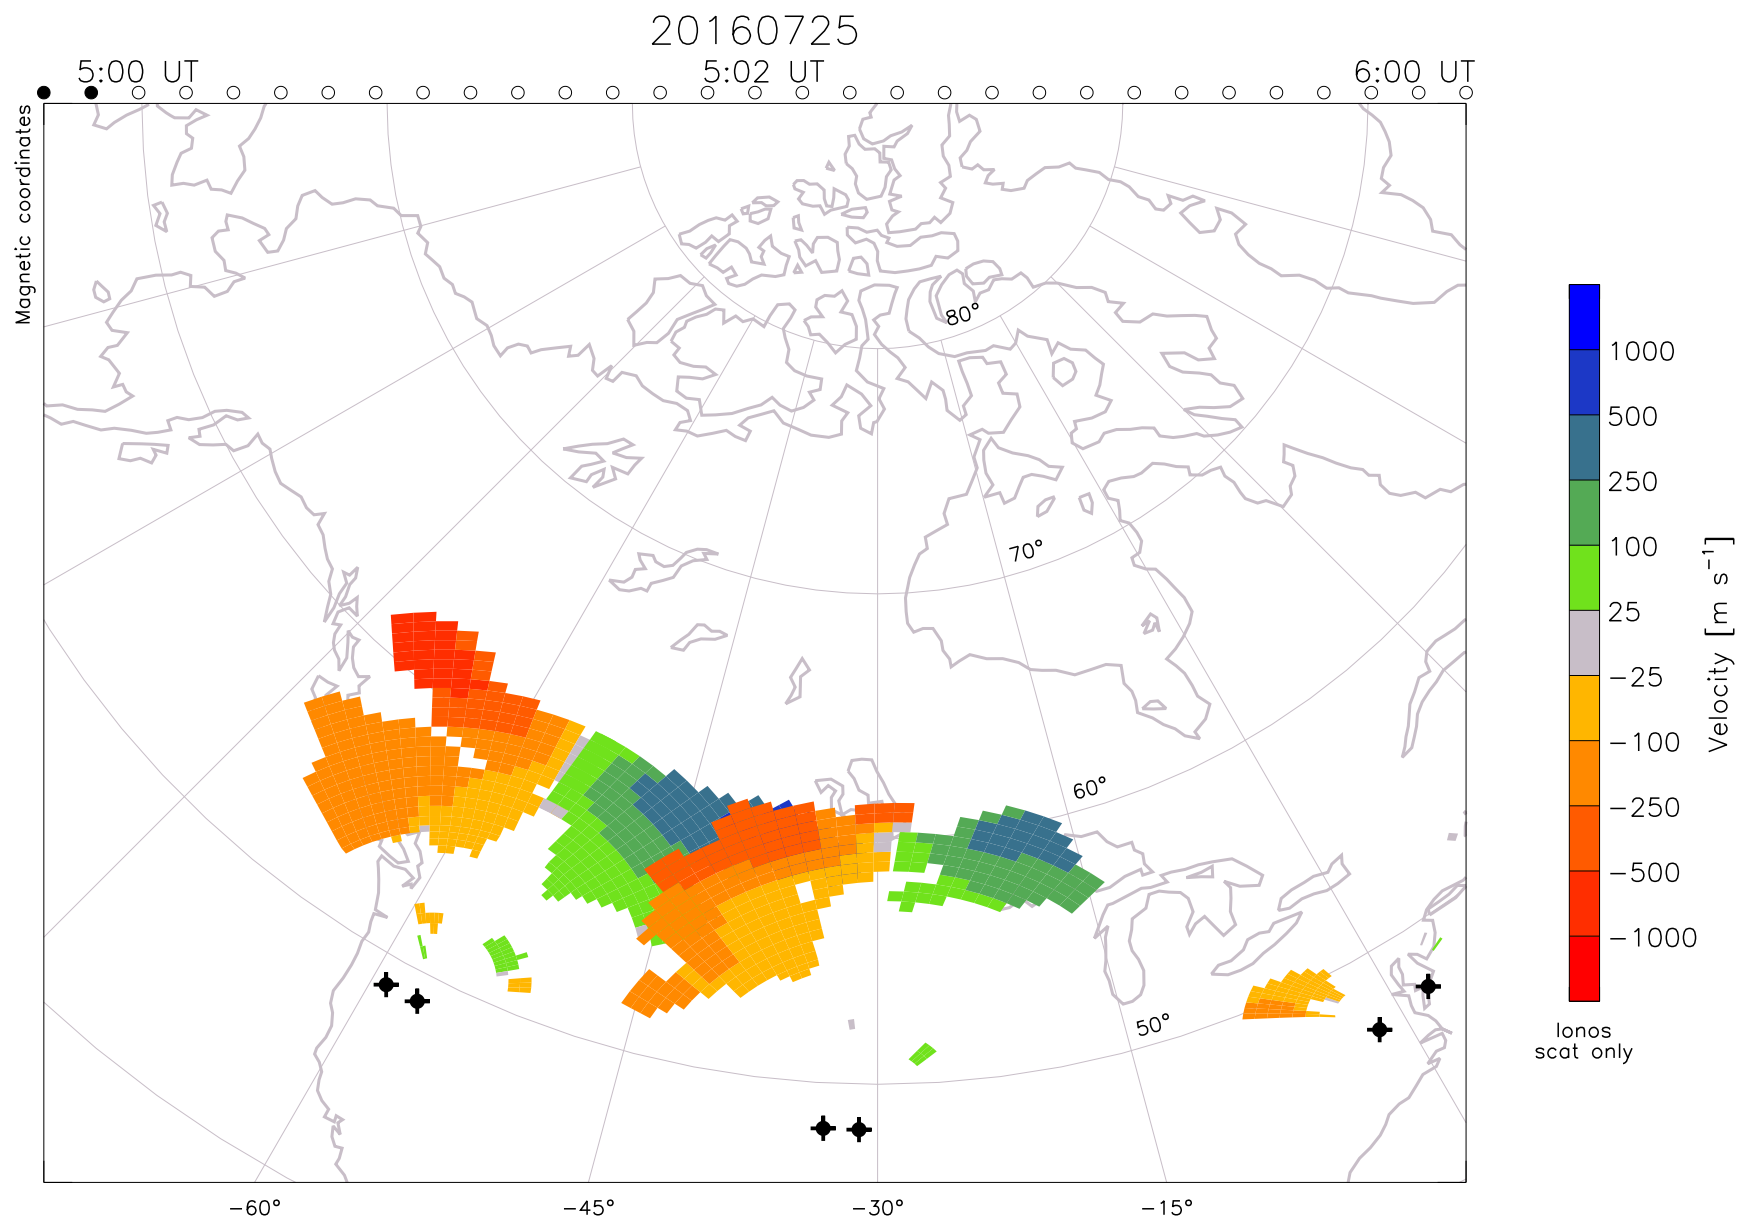 20160725
5:00 UT 5:02 UT 6:00 UT
Magnetic coordinates
80°
70°
60°
50°
1000
500
250
100
25
−25
−100
−250
−500
−1000
Velocity [m s⁻¹]
Ionos
scat only
−60° −45° −30° −15°